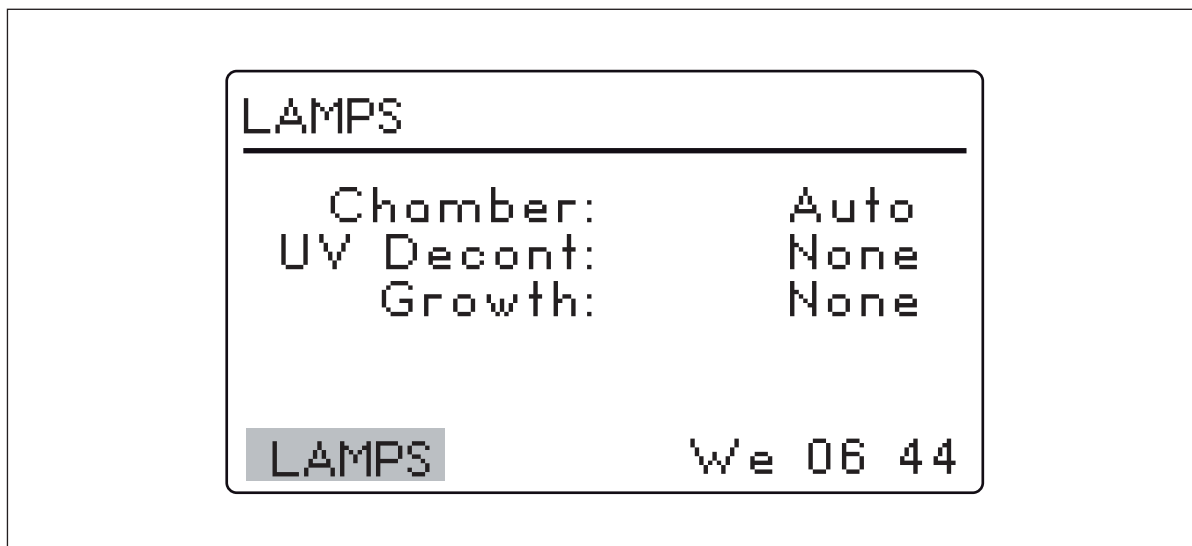 LAMPS
Chamber: Auto
UV Decont: None
Growth: None
LAMPS We 06 44